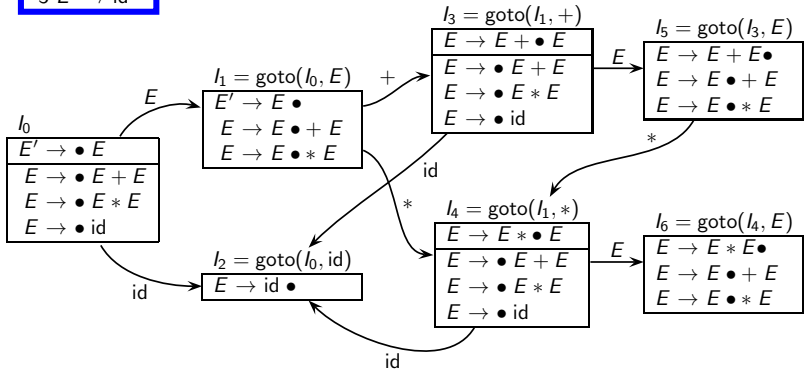 3 E → id
I0
E′ → • E
E → • E + E
E → • E ∗ E
E → • id
E
id
I1 = goto(I0, E)
E′ → E •
E → E • + E
E → E • ∗ E
+
∗
I2 = goto(I0, id)
E → id •
I3 = goto(I1, +)
E → E + • E
E → • E + E
E → • E ∗ E
E → • id
id
E
I4 = goto(I1, ∗)
E → E ∗ • E
E → • E + E
E → • E ∗ E
E → • id
id
E
I5 = goto(I3, E)
E → E + E•
E → E • + E
E → E • ∗ E
∗
I6 = goto(I4, E)
E → E ∗ E•
E → E • + E
E → E • ∗ E